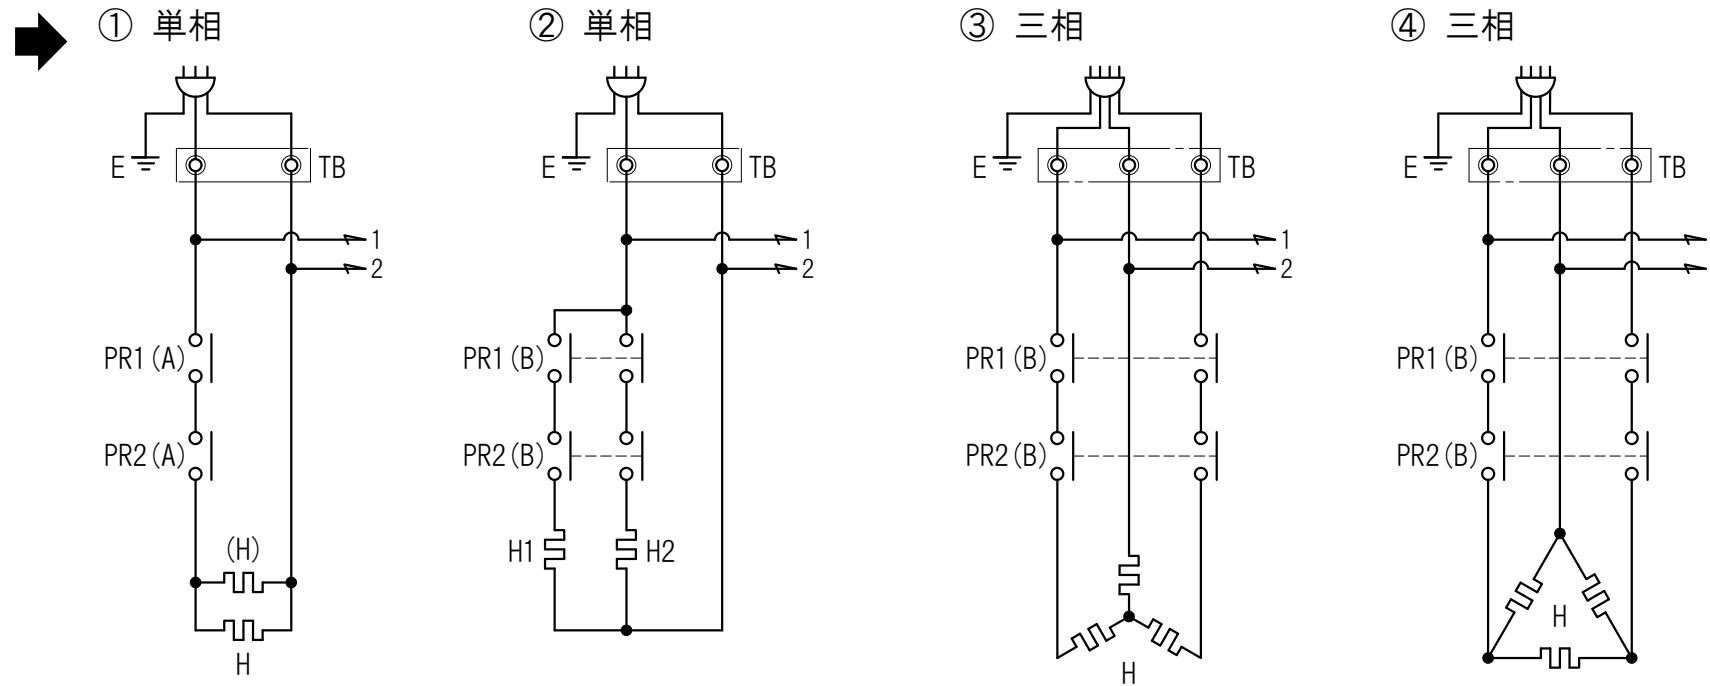 ① 単相
E
TB
1
2
PR1(A)
PR2(A)
(H)
H
② 単相
E
TB
1
2
PR1(B)
PR2(B)
H1
H2
③ 三相
E
TB
1
2
PR1(B)
PR2(B)
H
④ 三相
E
TB
PR1(B)
PR2(B)
H